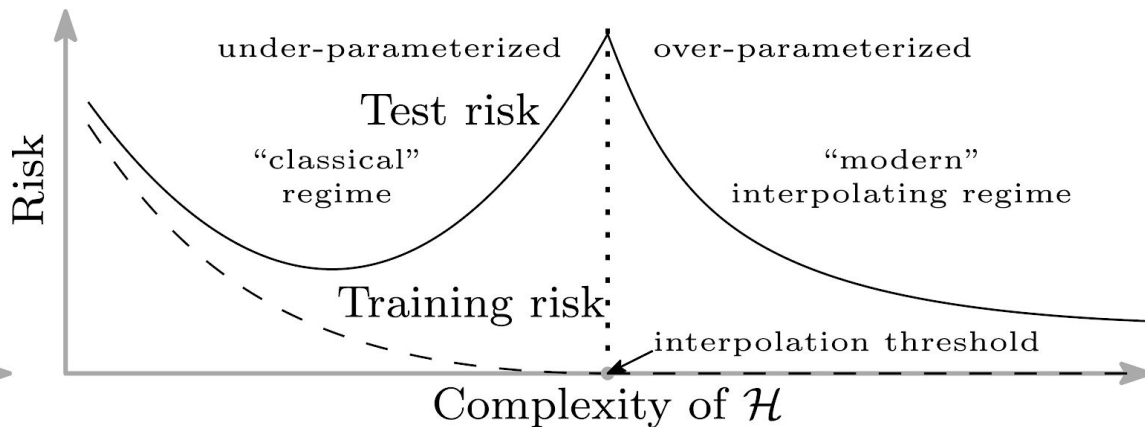 under-parameterized
over-parameterized
Test risk
“classical”
regime
“modern”
interpolating regime
Risk
Training risk
interpolation threshold
Complexity of ℋ